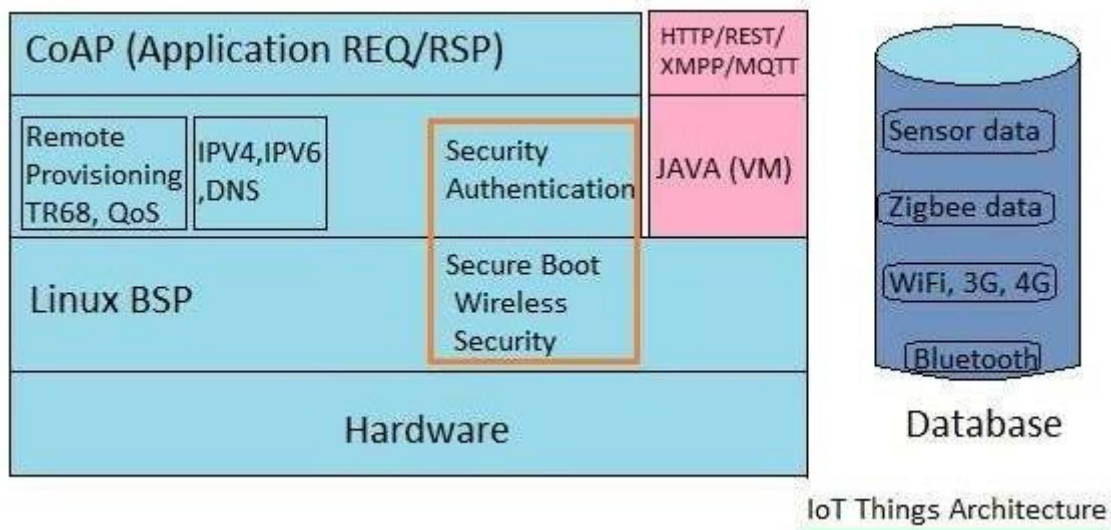 CoAP (Application REQ/RSP)
HTTP/REST/
XMPP/MQTT
Remote
Provisioning
TR68, QoS
IPV4,IPV6
,DNS
Security
Authentication
JAVA (VM)
Linux BSP
Secure Boot
Wireless
Security
Hardware
Sensor data
Zigbee data
WiFi, 3G, 4G
Bluetooth
Database
IoT Things Architecture